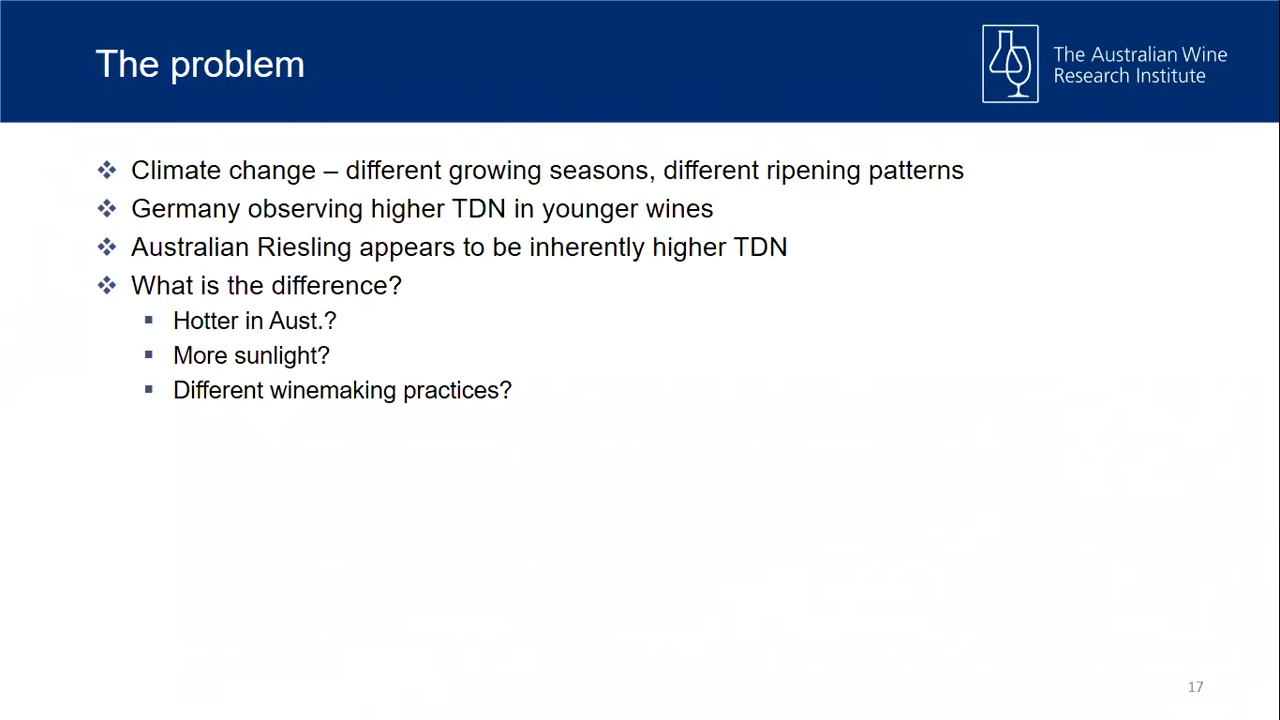 The problem
The Australian Wine
Research Institute
❖ Climate change – different growing seasons, different ripening patterns
❖ Germany observing higher TDN in younger wines
❖ Australian Riesling appears to be inherently higher TDN
❖ What is the difference?
▪ Hotter in Aust.?
▪ More sunlight?
▪ Different winemaking practices?
17